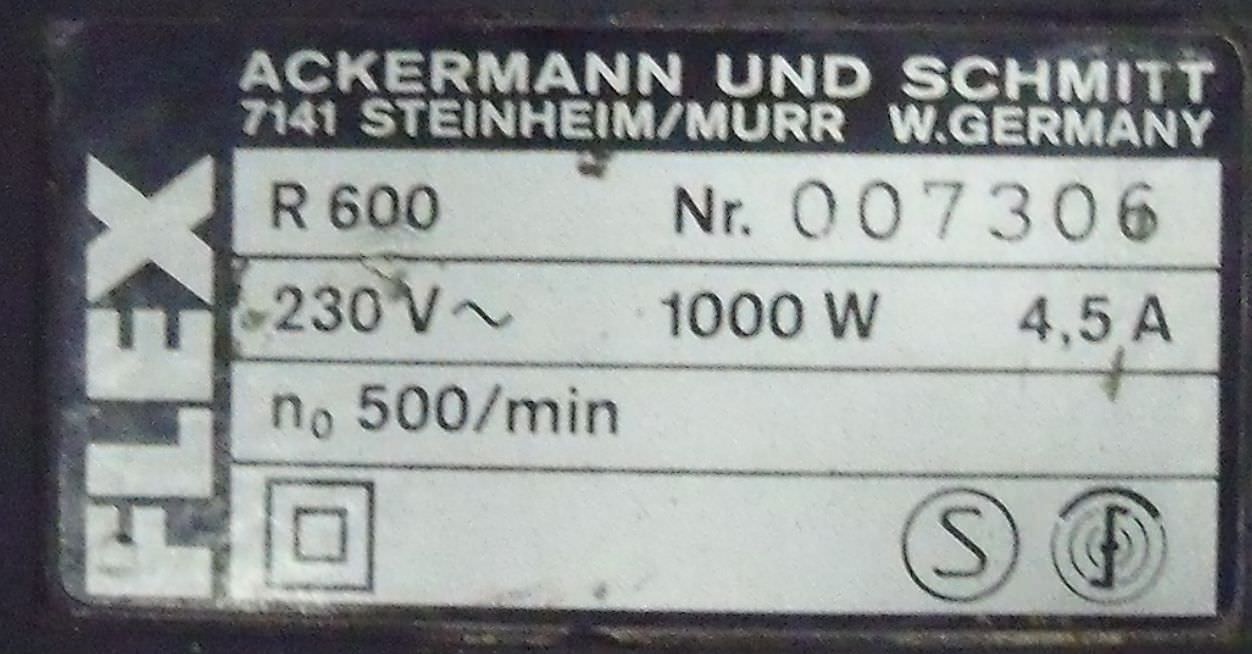 ACKERMANN UND SCHMITT
7141 STEINHEIM/MURR W.GERMANY
FLEX
R 600 Nr. 007306
230 V~ 1000 W 4,5 A
n₀ 500/min
S